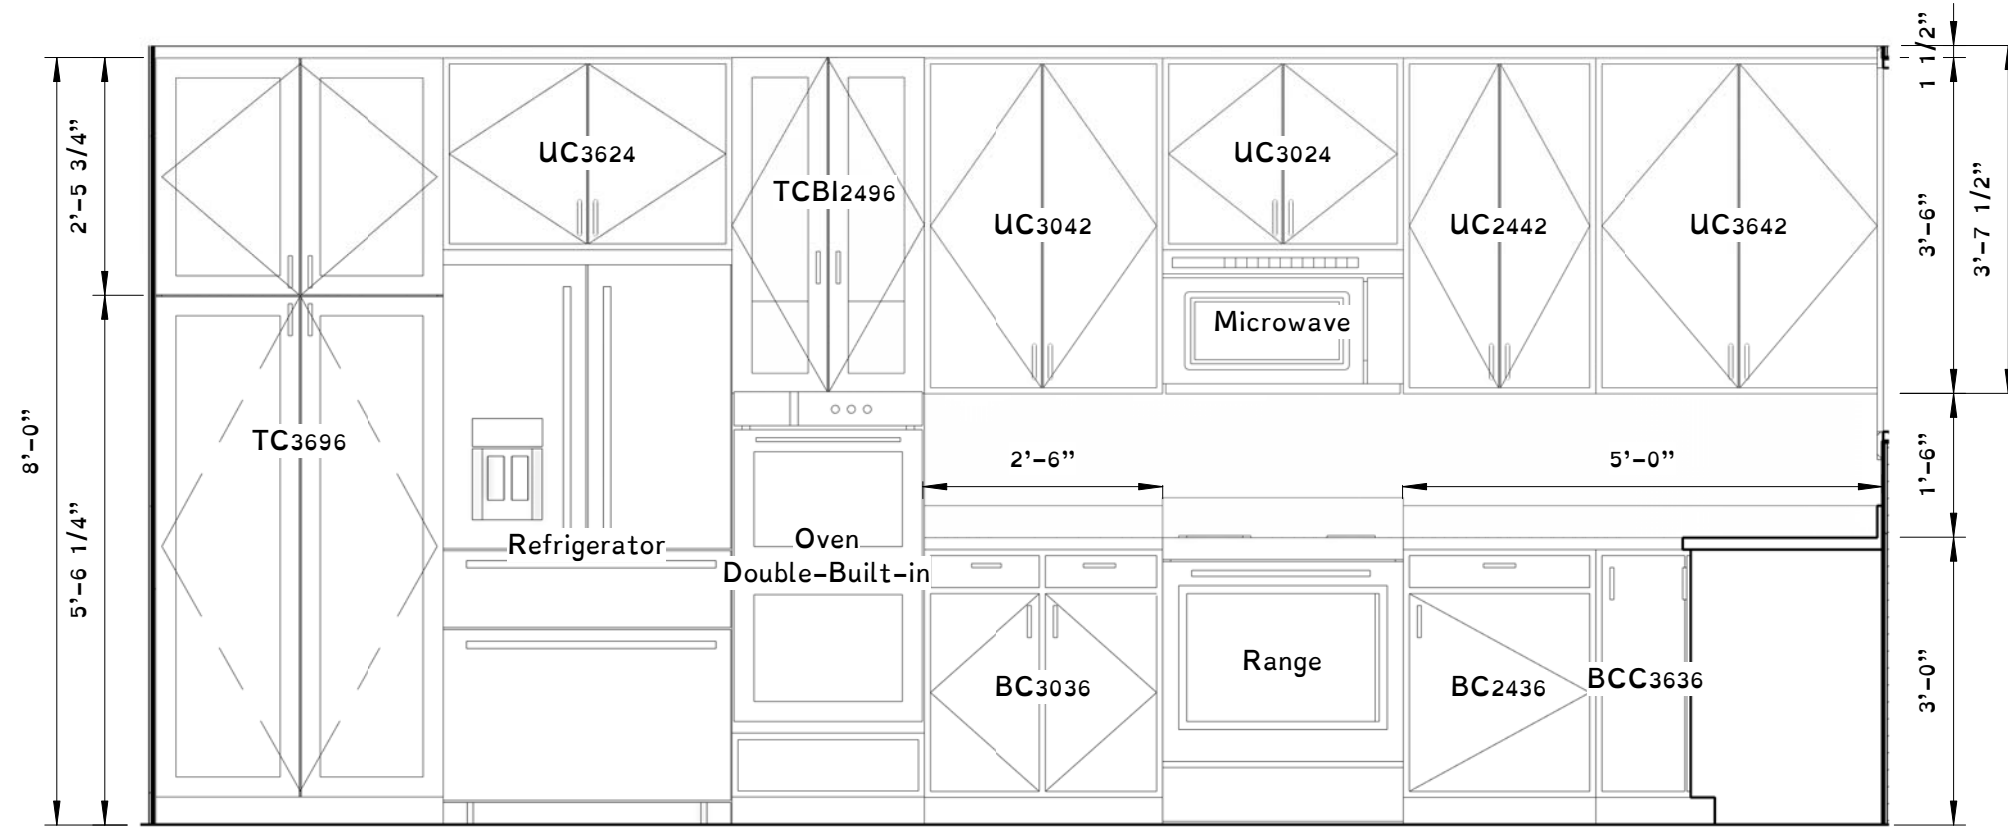 1 1/2”
2’-5 3/4”
UC3624
UC3024
TCBI2496
UC3042
UC2442
UC3642
3’-6”
3’-7 1/2”
Microwave
8’-0”
TC3696
2’-6”
5’-0”
1’-6”
5’-6 1/4”
Refrigerator
Oven
Double-Built-in
Range
BC3036
BC2436
BCC3636
3’-0”